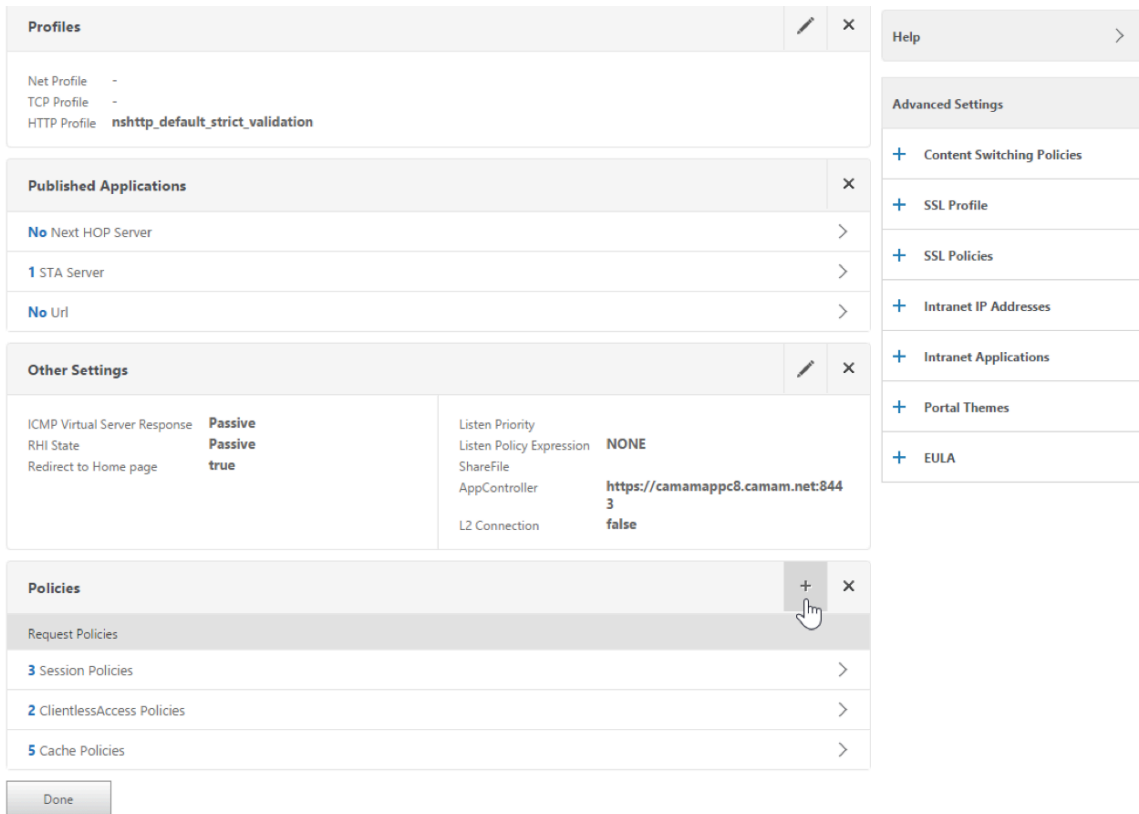 Profiles
Net Profile -
TCP Profile -
HTTP Profile nshttp_default_strict_validation
Published Applications
No Next HOP Server
1 STA Server
No Url
Other Settings
ICMP Virtual Server Response Passive
RHI State Passive
Redirect to Home page true
Listen Priority
Listen Policy Expression NONE
ShareFile
AppController https://camamappc8.camam.net:844
3
L2 Connection false
Policies
Request Policies
3 Session Policies
2 ClientlessAccess Policies
5 Cache Policies
Done
Help
Advanced Settings
Content Switching Policies
SSL Profile
SSL Policies
Intranet IP Addresses
Intranet Applications
Portal Themes
EULA